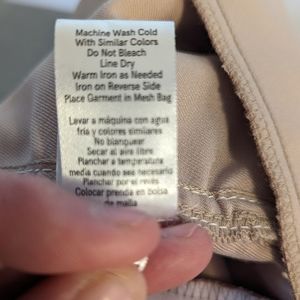 Machine Wash Cold
With Similar Colors
Do Not Bleach
Line Dry
Warm Iron as Needed
Iron on Reverse Side
Place Garment in Mesh Bag
Lavar a máquina con agua
fría y colores similares
No blanquear
Secar al aire libre
Planchar a temperatura
media cuando sea necesario
Planchar por el revés
Colocar prenda en bolsa
de malla